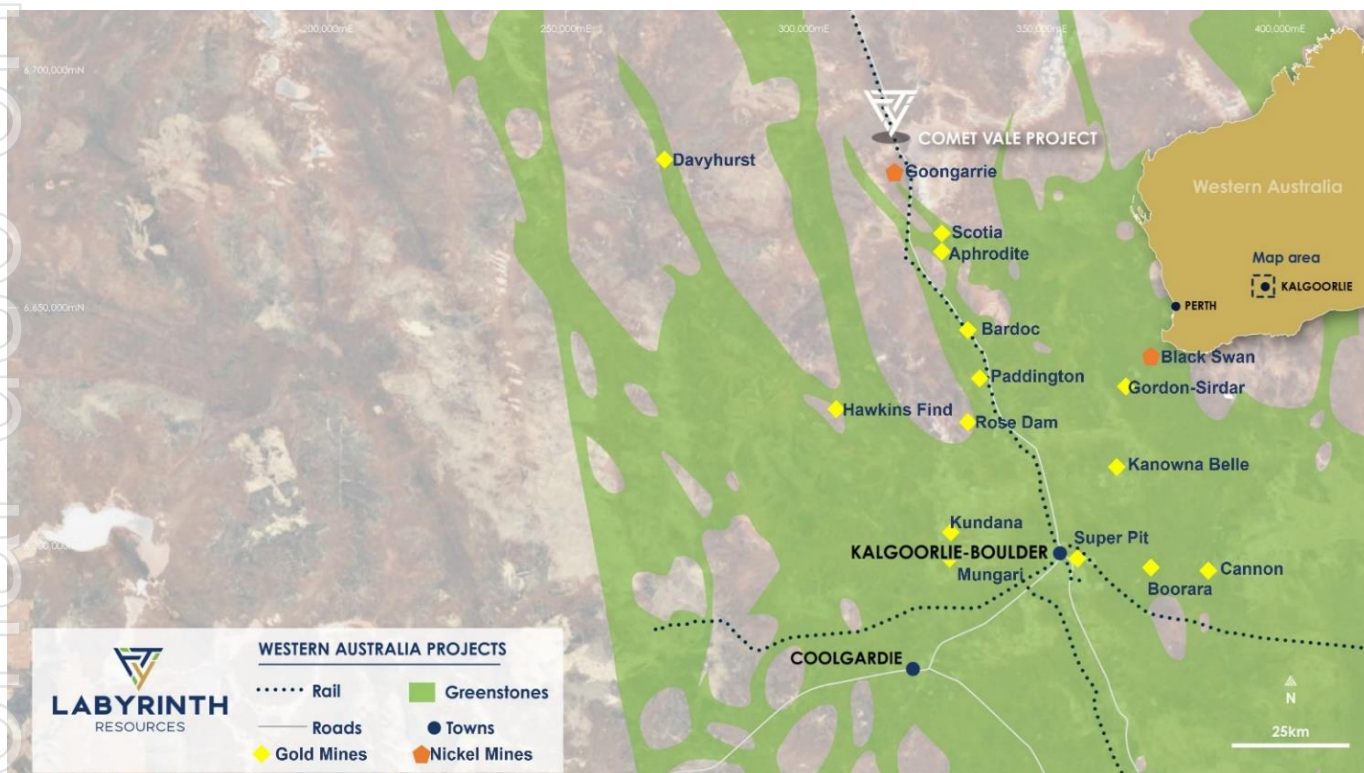 200,000mE
250,000mE
300,000mE
350,000mE
400,000mE
6,700,000mN
COMET VALE PROJECT
Davyhurst
Goongarrie
Western Australia
Scotia
Aphrodite
Map area
KALGOORLIE
PERTH
6,650,000mN
Bardoc
Black Swan
Paddington
Gordon-Sirdar
Hawkins Find
Rose Dam
Kanowna Belle
Kundana
Super Pit
KALGOORLIE-BOULDER
Mungari
Boorara
Cannon
COOLGARDIE
N
25km
LABYRINTH
RESOURCES
WESTERN AUSTRALIA PROJECTS
Rail
Greenstones
Roads
Towns
Gold Mines
Nickel Mines